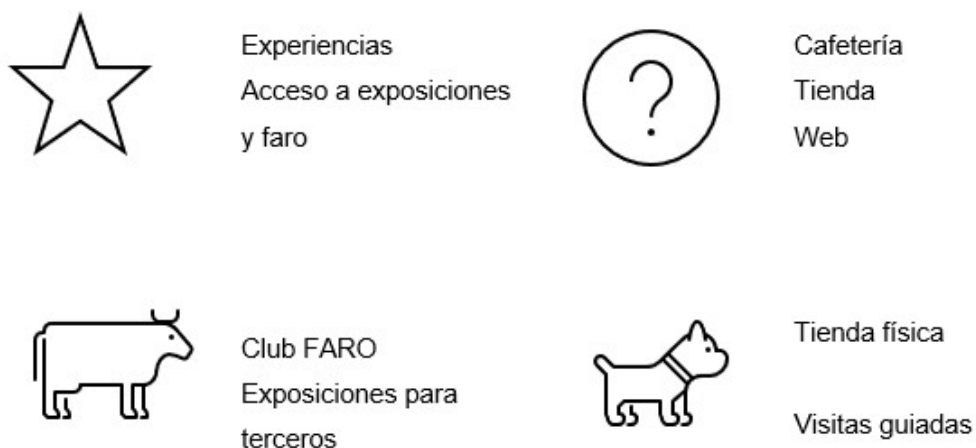 Experiencias
Acceso a exposiciones
y faro
?
Cafetería
Tienda
Web
Club FARO
Exposiciones para
terceros
Tienda física
Visitas guiadas